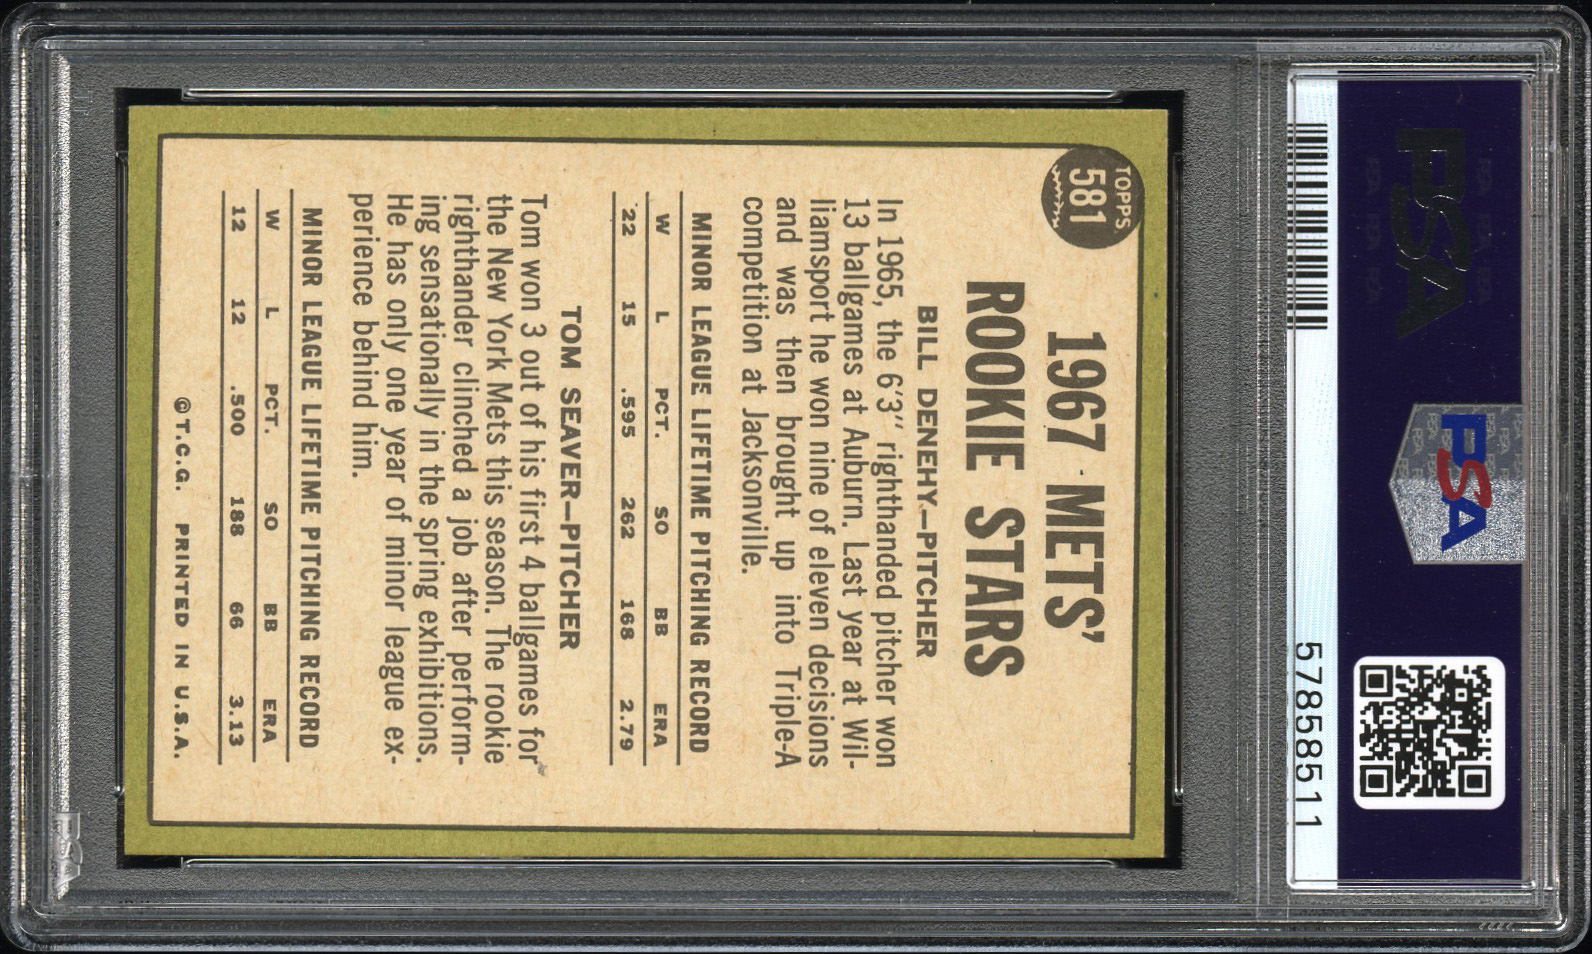 PSA
PSA
57858511
TOPPS
581
1967 METS'
ROOKIE STARS
BILL DENEHY—PITCHER
In 1965, the 6'3" righthanded pitcher won
13 ballgames at Auburn. Last year at Wil-
liamsport he won nine of eleven decisions
and was then brought up into Triple-A
competition at Jacksonville.
MINOR LEAGUE LIFETIME PITCHING RECORD
W L PCT. SO BB ERA
22 15 .595 262 168 2.79
TOM SEAVER—PITCHER
Tom won 3 out of his first 4 ballgames for
the New York Mets this season. The rookie
righthander clinched a job after perform-
ing sensationally in the spring exhibitions.
He has only one year of minor league ex-
perience behind him.
MINOR LEAGUE LIFETIME PITCHING RECORD
W L PCT. SO BB ERA
12 12 .500 188 66 3.13
© T.C.G. PRINTED IN U.S.A.
PSA